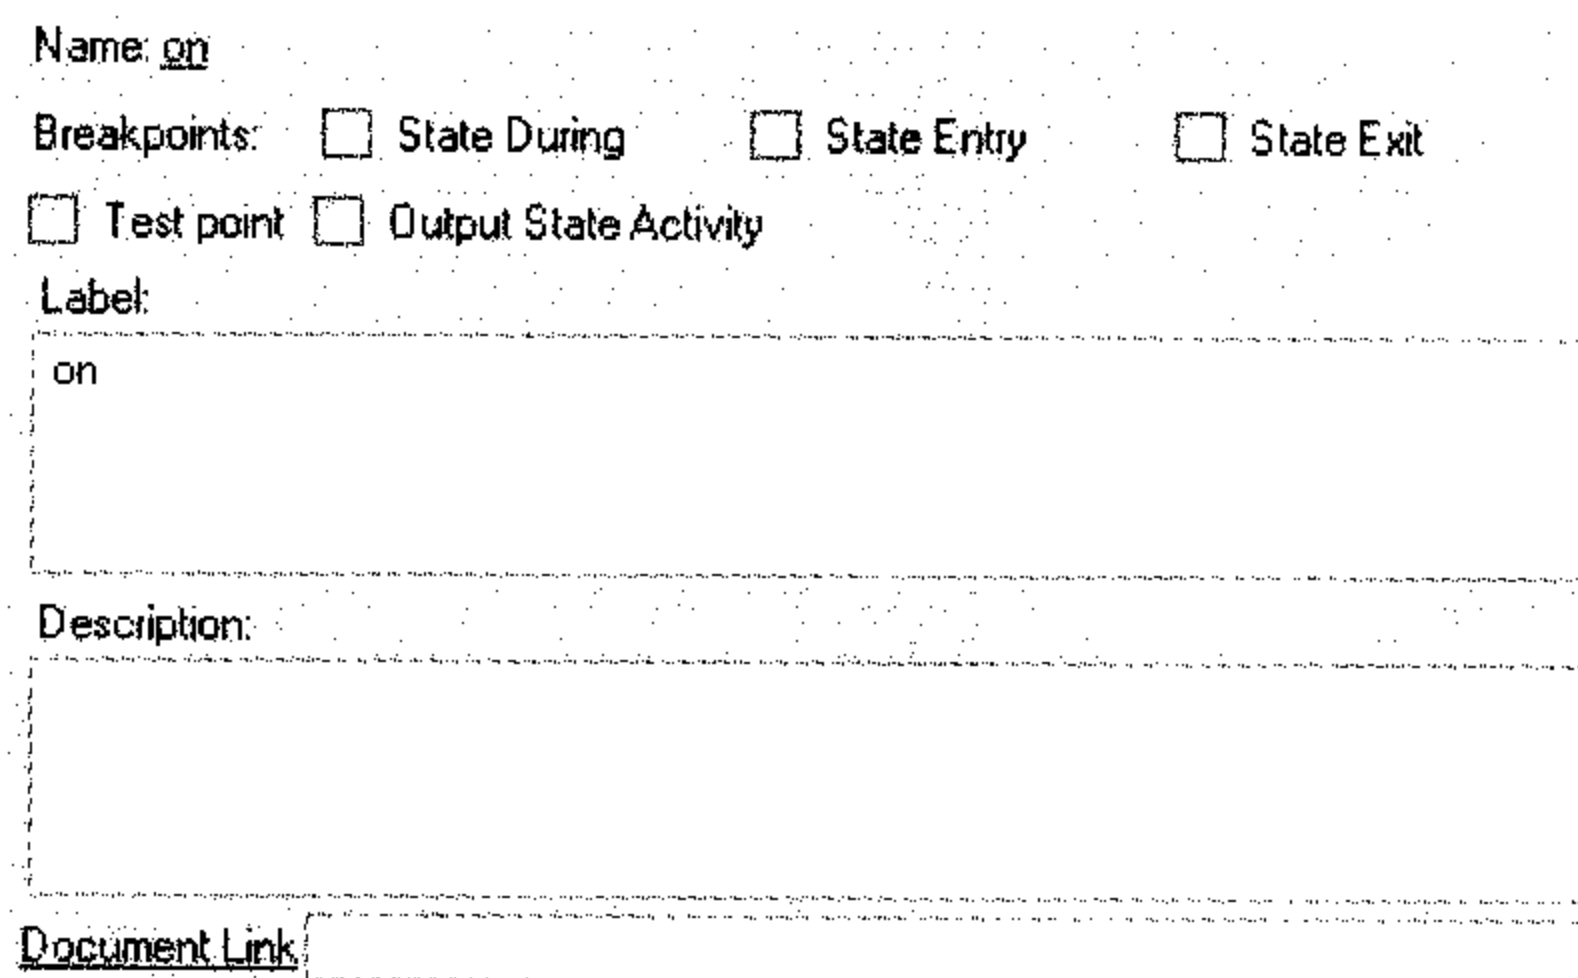 Name: on
Breakpoints: State During State Entry State Exit
Test point Output State Activity
Label:
on
Description:
Document Link